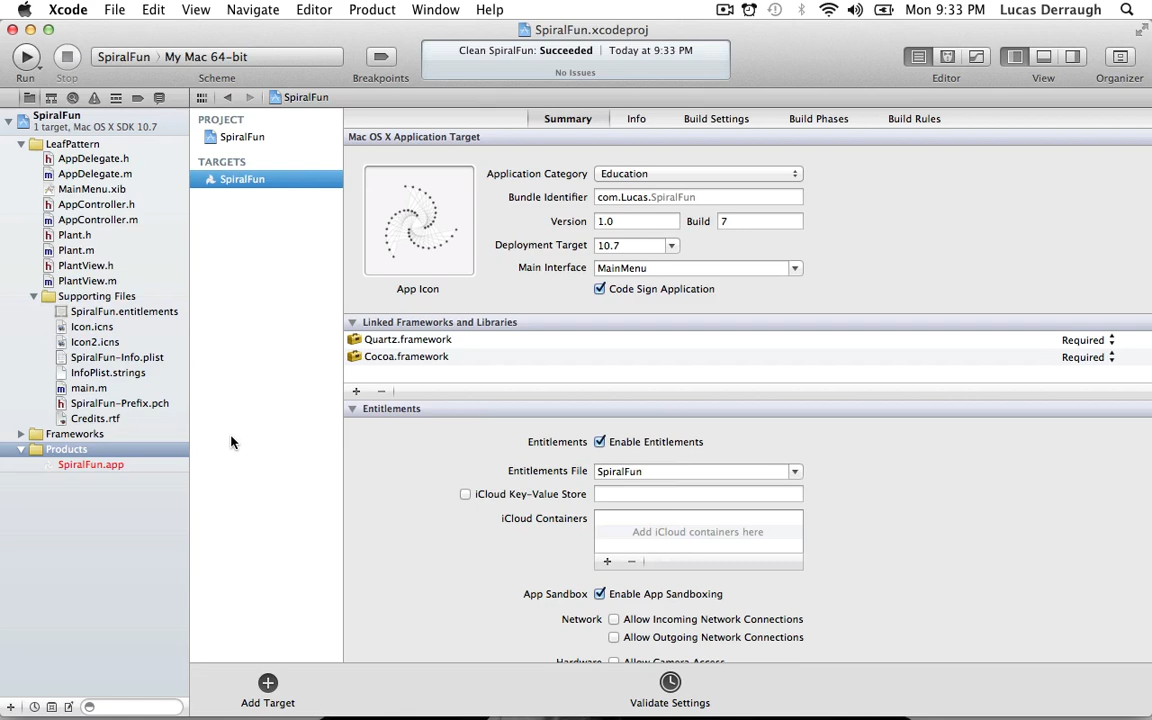 Xcode File Edit View Navigate Editor Product Window Help Mon 9:33 PM Lucas Derraugh
SpiralFun.xcodeproj
SpiralFun My Mac 64-bit
Clean SpiralFun: Succeeded | Today at 9:33 PM
No Issues
Run Stop Scheme Breakpoints Editor View Organizer
SpiralFun
SpiralFun
1 target, Mac OS X SDK 10.7
LeafPattern
AppDelegate.h
AppDelegate.m
MainMenu.xib
AppController.h
AppController.m
Plant.h
Plant.m
PlantView.h
PlantView.m
Supporting Files
SpiralFun.entitlements
Icon.icns
Icon2.icns
SpiralFun-Info.plist
InfoPlist.strings
main.m
SpiralFun-Prefix.pch
Credits.rtf
Frameworks
Products
SpiralFun.app
PROJECT
SpiralFun
TARGETS
SpiralFun
Summary Info Build Settings Build Phases Build Rules
Mac OS X Application Target
App Icon
Application Category Education
Bundle Identifier com.Lucas.SpiralFun
Version 1.0 Build 7
Deployment Target 10.7
Main Interface MainMenu
Code Sign Application
Linked Frameworks and Libraries
Quartz.framework Required
Cocoa.framework Required
Entitlements
Entitlements Enable Entitlements
Entitlements File SpiralFun
iCloud Key-Value Store
iCloud Containers Add iCloud containers here
App Sandbox Enable App Sandboxing
Network Allow Incoming Network Connections
Allow Outgoing Network Connections
Hardware Allow Camera Access
Add Target Validate Settings